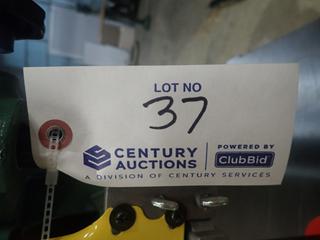 LOT NO
37
CENTURY AUCTIONS
POWERED BY
ClubBid
A DIVISION OF CENTURY SERVICES